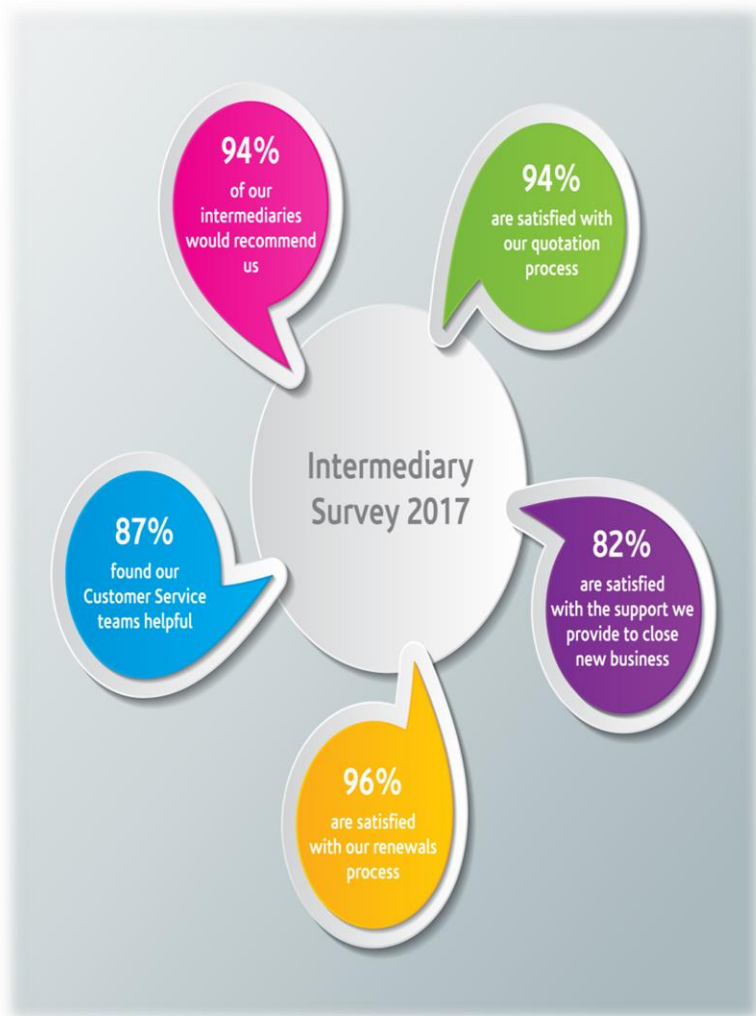 94%
of our
intermediaries
would recommend
us
94%
are satisfied with
our quotation
process
Intermediary
Survey 2017
87%
found our
Customer Service
teams helpful
82%
are satisfied
with the support we
provide to close
new business
96%
are satisfied
with our renewals
process